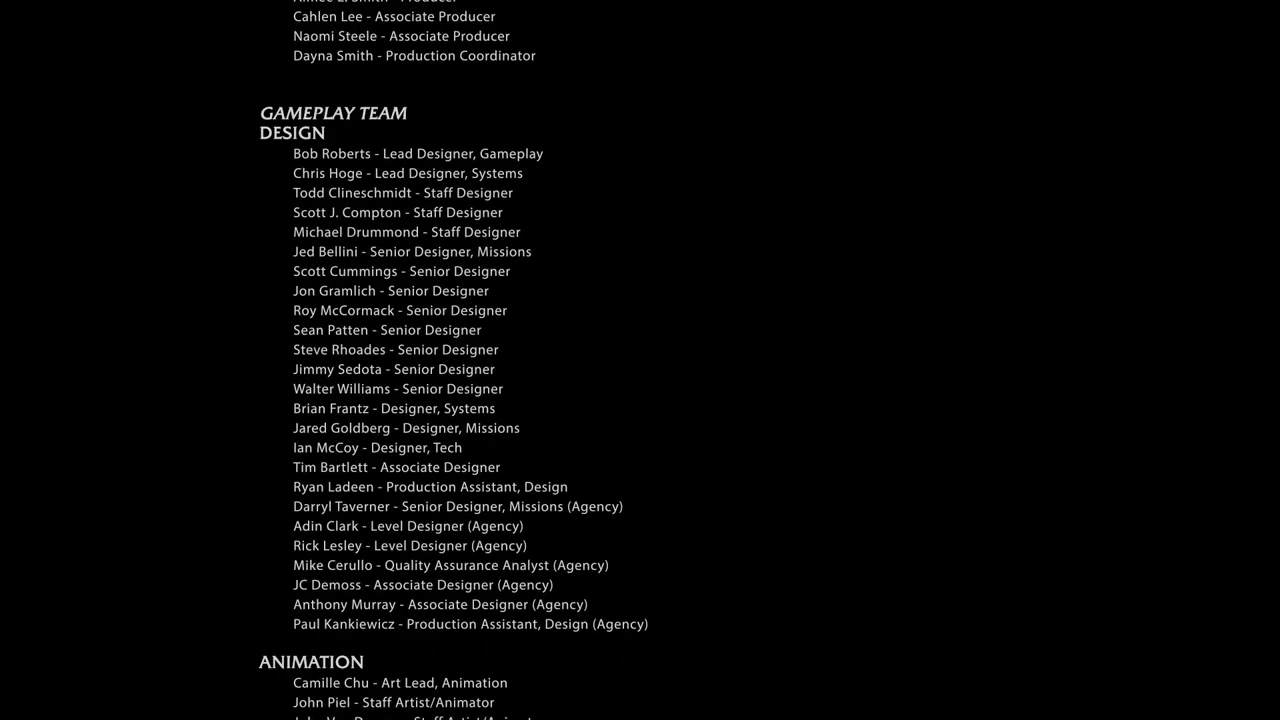 Cahlen Lee - Associate Producer
Naomi Steele - Associate Producer
Dayna Smith - Production Coordinator
GAMEPLAY TEAM
DESIGN
Bob Roberts - Lead Designer, Gameplay
Chris Hoge - Lead Designer, Systems
Todd Clineschmidt - Staff Designer
Scott J. Compton - Staff Designer
Michael Drummond - Staff Designer
Jed Bellini - Senior Designer, Missions
Scott Cummings - Senior Designer
Jon Gramlich - Senior Designer
Roy McCormack - Senior Designer
Sean Patten - Senior Designer
Steve Rhoades - Senior Designer
Jimmy Sedota - Senior Designer
Walter Williams - Senior Designer
Brian Frantz - Designer, Systems
Jared Goldberg - Designer, Missions
Ian McCoy - Designer, Tech
Tim Bartlett - Associate Designer
Ryan Ladeen - Production Assistant, Design
Darryl Taverner - Senior Designer, Missions (Agency)
Adin Clark - Level Designer (Agency)
Rick Lesley - Level Designer (Agency)
Mike Cerullo - Quality Assurance Analyst (Agency)
JC Demoss - Associate Designer (Agency)
Anthony Murray - Associate Designer (Agency)
Paul Kankiewicz - Production Assistant, Design (Agency)
ANIMATION
Camille Chu - Art Lead, Animation
John Piel - Staff Artist/Animator